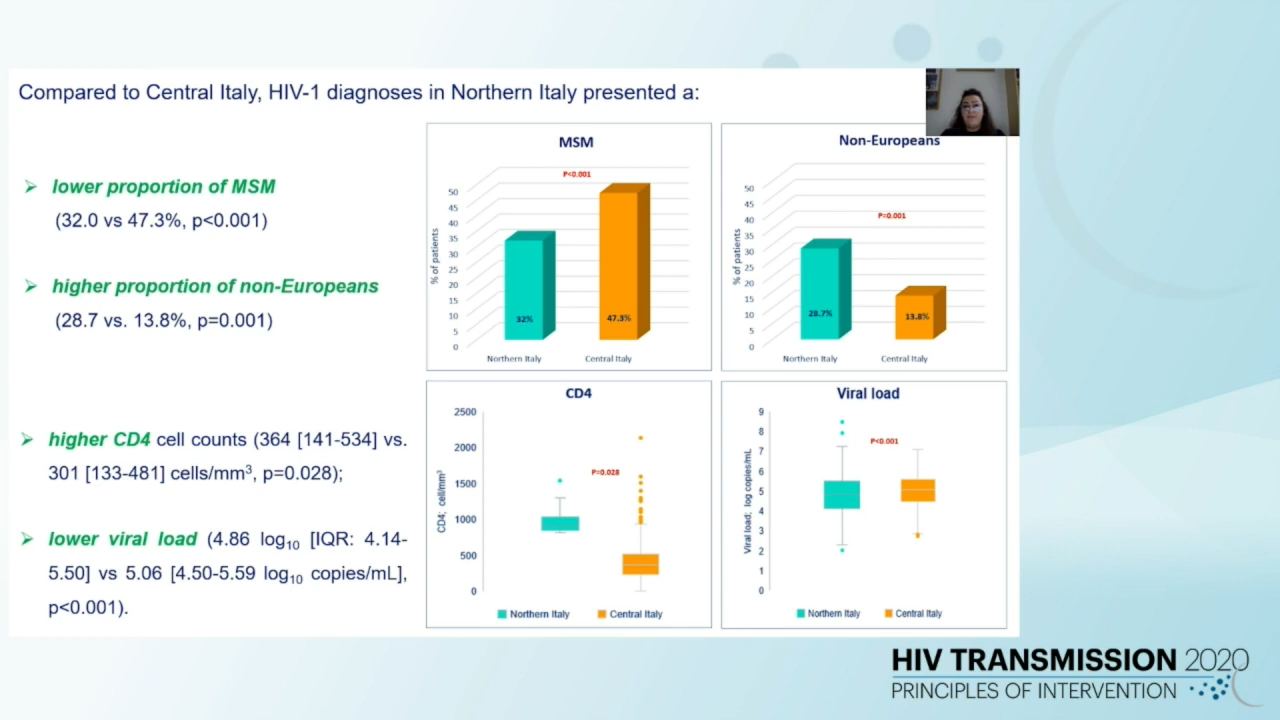 Compared to Central Italy, HIV-1 diagnoses in Northern Italy presented a:
➢ lower proportion of MSM
(32.0 vs 47.3%, p<0.001)
➢ higher proportion of non-Europeans
(28.7 vs. 13.8%, p=0.001)
➢ higher CD4 cell counts (364 [141-534] vs.
301 [133-481] cells/mm³, p=0.028);
➢ lower viral load (4.86 log₁₀ [IQR: 4.14-
5.50] vs 5.06 [4.50-5.59 log₁₀ copies/mL],
p<0.001).
MSM
P<0.001
% of patients
50
45
40
35
30
25
20
15
10
5
0
32%
47.3%
Northern Italy
Central Italy
Non-Europeans
P=0.001
% of patients
50
45
40
35
30
25
20
15
10
5
0
28.7%
13.8%
Northern Italy
Central Italy
CD4
P=0.028
CD4; cell/mm³
2500
2000
1500
1000
500
0
Northern Italy
Central Italy
Viral load
P<0.001
Viral load; log copies/mL
9
8
7
6
5
4
3
2
1
0
Northern Italy
Central Italy
HIV TRANSMISSION 2020
PRINCIPLES OF INTERVENTION